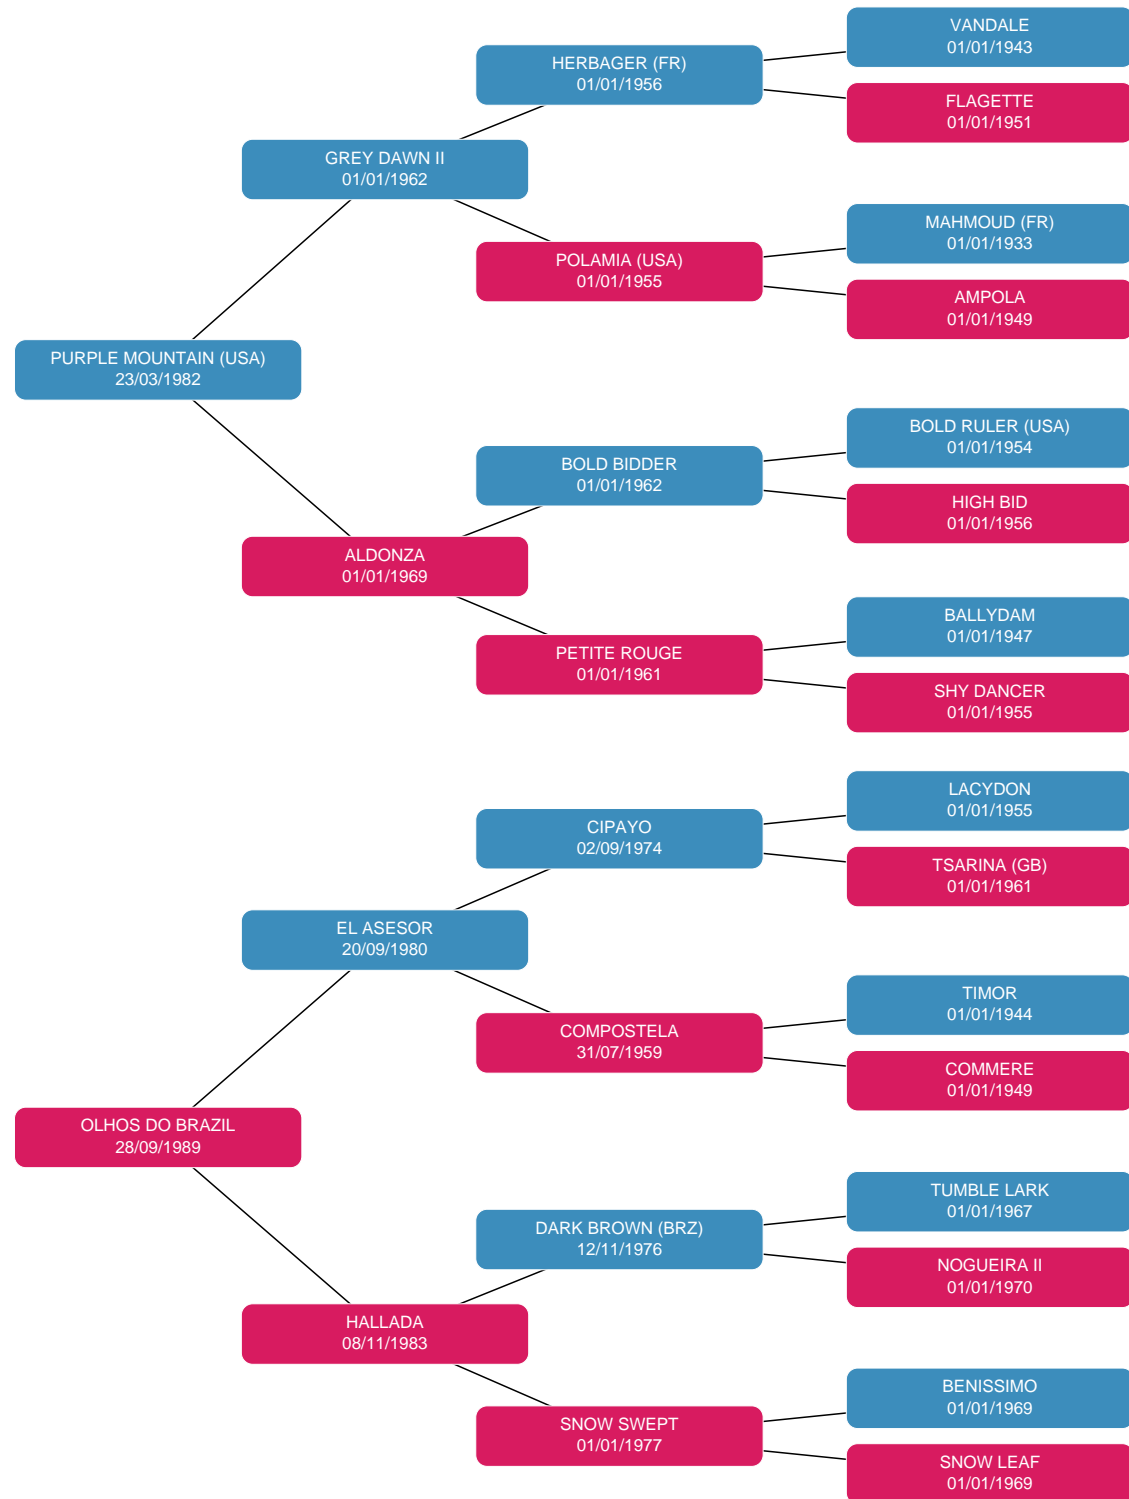 VANDALE
01/01/1943
HERBAGER (FR)
01/01/1956
FLAGETTE
01/01/1951
GREY DAWN II
01/01/1962
MAHMOUD (FR)
01/01/1933
POLAMIA (USA)
01/01/1955
AMPOLA
01/01/1949
PURPLE MOUNTAIN (USA)
23/03/1982
BOLD RULER (USA)
01/01/1954
BOLD BIDDER
01/01/1962
HIGH BID
01/01/1956
ALDONZA
01/01/1969
BALLYDAM
01/01/1947
PETITE ROUGE
01/01/1961
SHY DANCER
01/01/1955
LACYDON
01/01/1955
CIPAYO
02/09/1974
TSARINA (GB)
01/01/1961
EL ASESOR
20/09/1980
TIMOR
01/01/1944
COMPOSTELA
31/07/1959
COMMERE
01/01/1949
OLHOS DO BRAZIL
28/09/1989
TUMBLE LARK
01/01/1967
DARK BROWN (BRZ)
12/11/1976
NOGUEIRA II
01/01/1970
HALLADA
08/11/1983
BENISSIMO
01/01/1969
SNOW SWEPT
01/01/1977
SNOW LEAF
01/01/1969